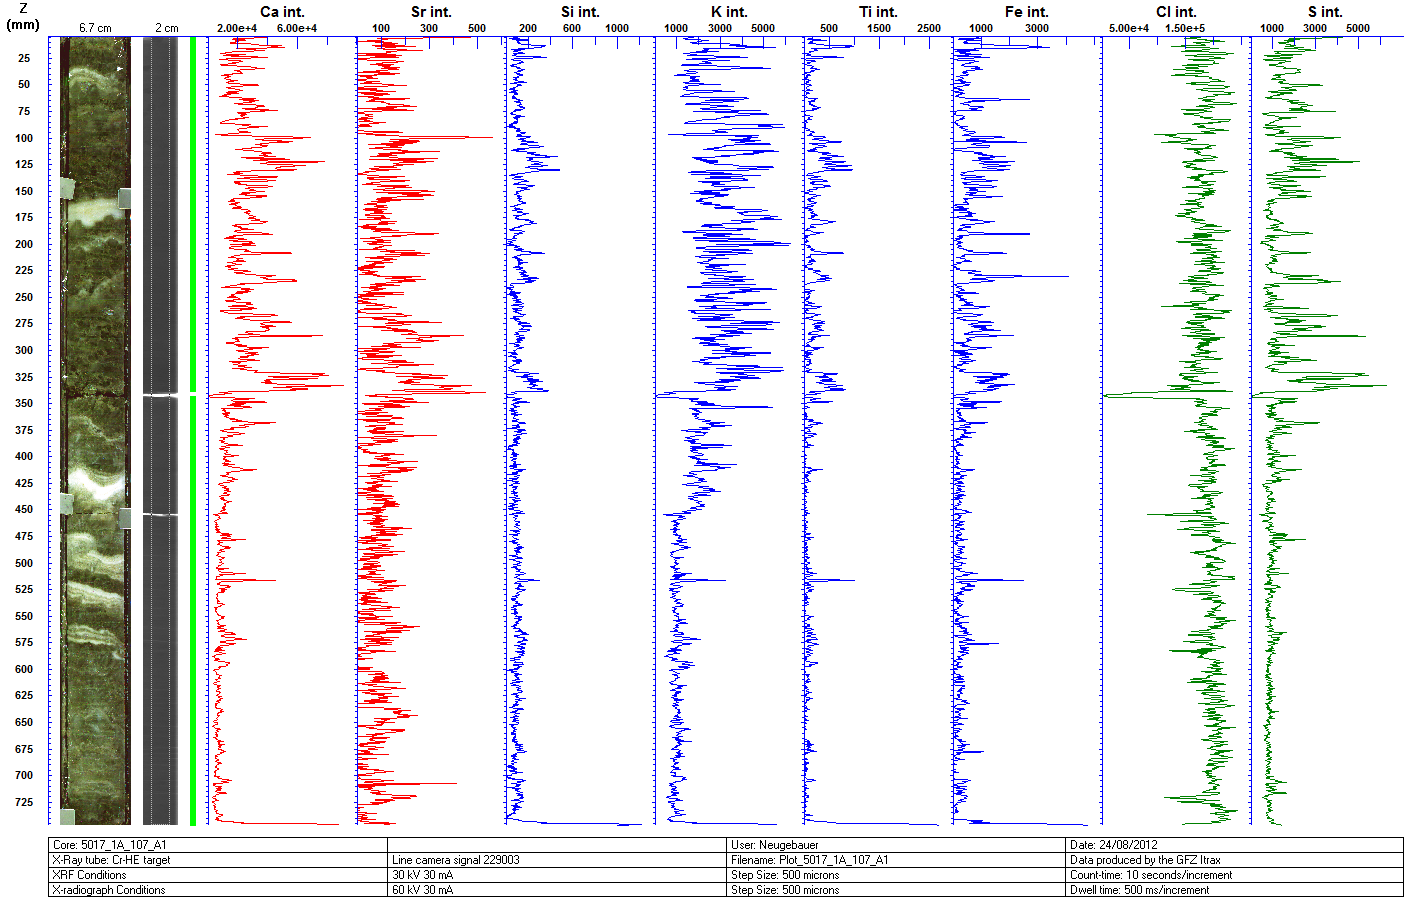 Z
(mm)
6.7 cm
2 cm
Ca int.
Sr int.
Si int.
K int.
Ti int.
Fe int.
Cl int.
S int.
2.00e+4 6.00e+4
100 300 500
200 600 1000
1000 3000 5000
500 1500 2500
1000 3000
5.00e+4 1.50e+5
1000 3000 5000
25
50
75
100
125
150
175
200
225
250
275
300
325
350
375
400
425
450
475
500
525
550
575
600
625
650
675
700
725
Core: 5017_1A_107_A1 User: Neugebauer Date: 24/08/2012
X-Ray tube: Cr-HE target Line camera signal 229003 Filename: Plot_5017_1A_107_A1 Data produced by the GFZ Itrax
XRF Conditions 30 kV 30 mA Step Size: 500 microns Count-time: 10 seconds/increment
X-radiograph Conditions 60 kV 30 mA Step Size: 500 microns Dwell time: 500 ms/increment